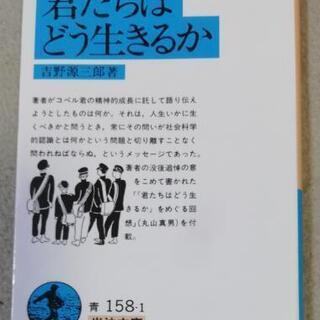 君たちは
どう生きるか
吉野源三郎著
著者がコペル君の精神的成長に託して語り伝え
ようとしたものは何か。それは、人生いかに生
くべきかと問うとき、常にその問いが社会科学
的認識とは何かという問題と切り離すことなく
問われねばならぬ、というメッセージであった。
著者の没後追悼の意
をこめて書かれた
「『君たちはどう生
きるか』をめぐる回
想」(丸山真男)を付
載。
青 158-1
岩波文庫